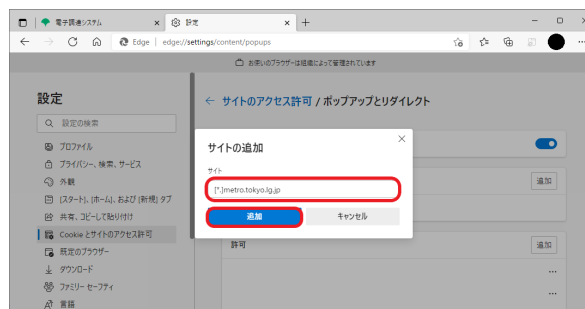 電子調達システム
設定
Edge | edge://settings/content/popups
お使いのブラウザーは組織によって管理されています
設定
設定の検索
プロファイル
プライバシー、検索、サービス
外観
[スタート]、[ホーム]、および [新規] タブ
共有、コピーして貼り付け
Cookie とサイトのアクセス許可
既定のブラウザー
ダウンロード
ファミリー セーフティ
言語
サイトのアクセス許可 / ポップアップとリダイレクト
サイトの追加
サイト
[*.]metro.tokyo.lg.jp
追加
キャンセル
追加
許可
追加